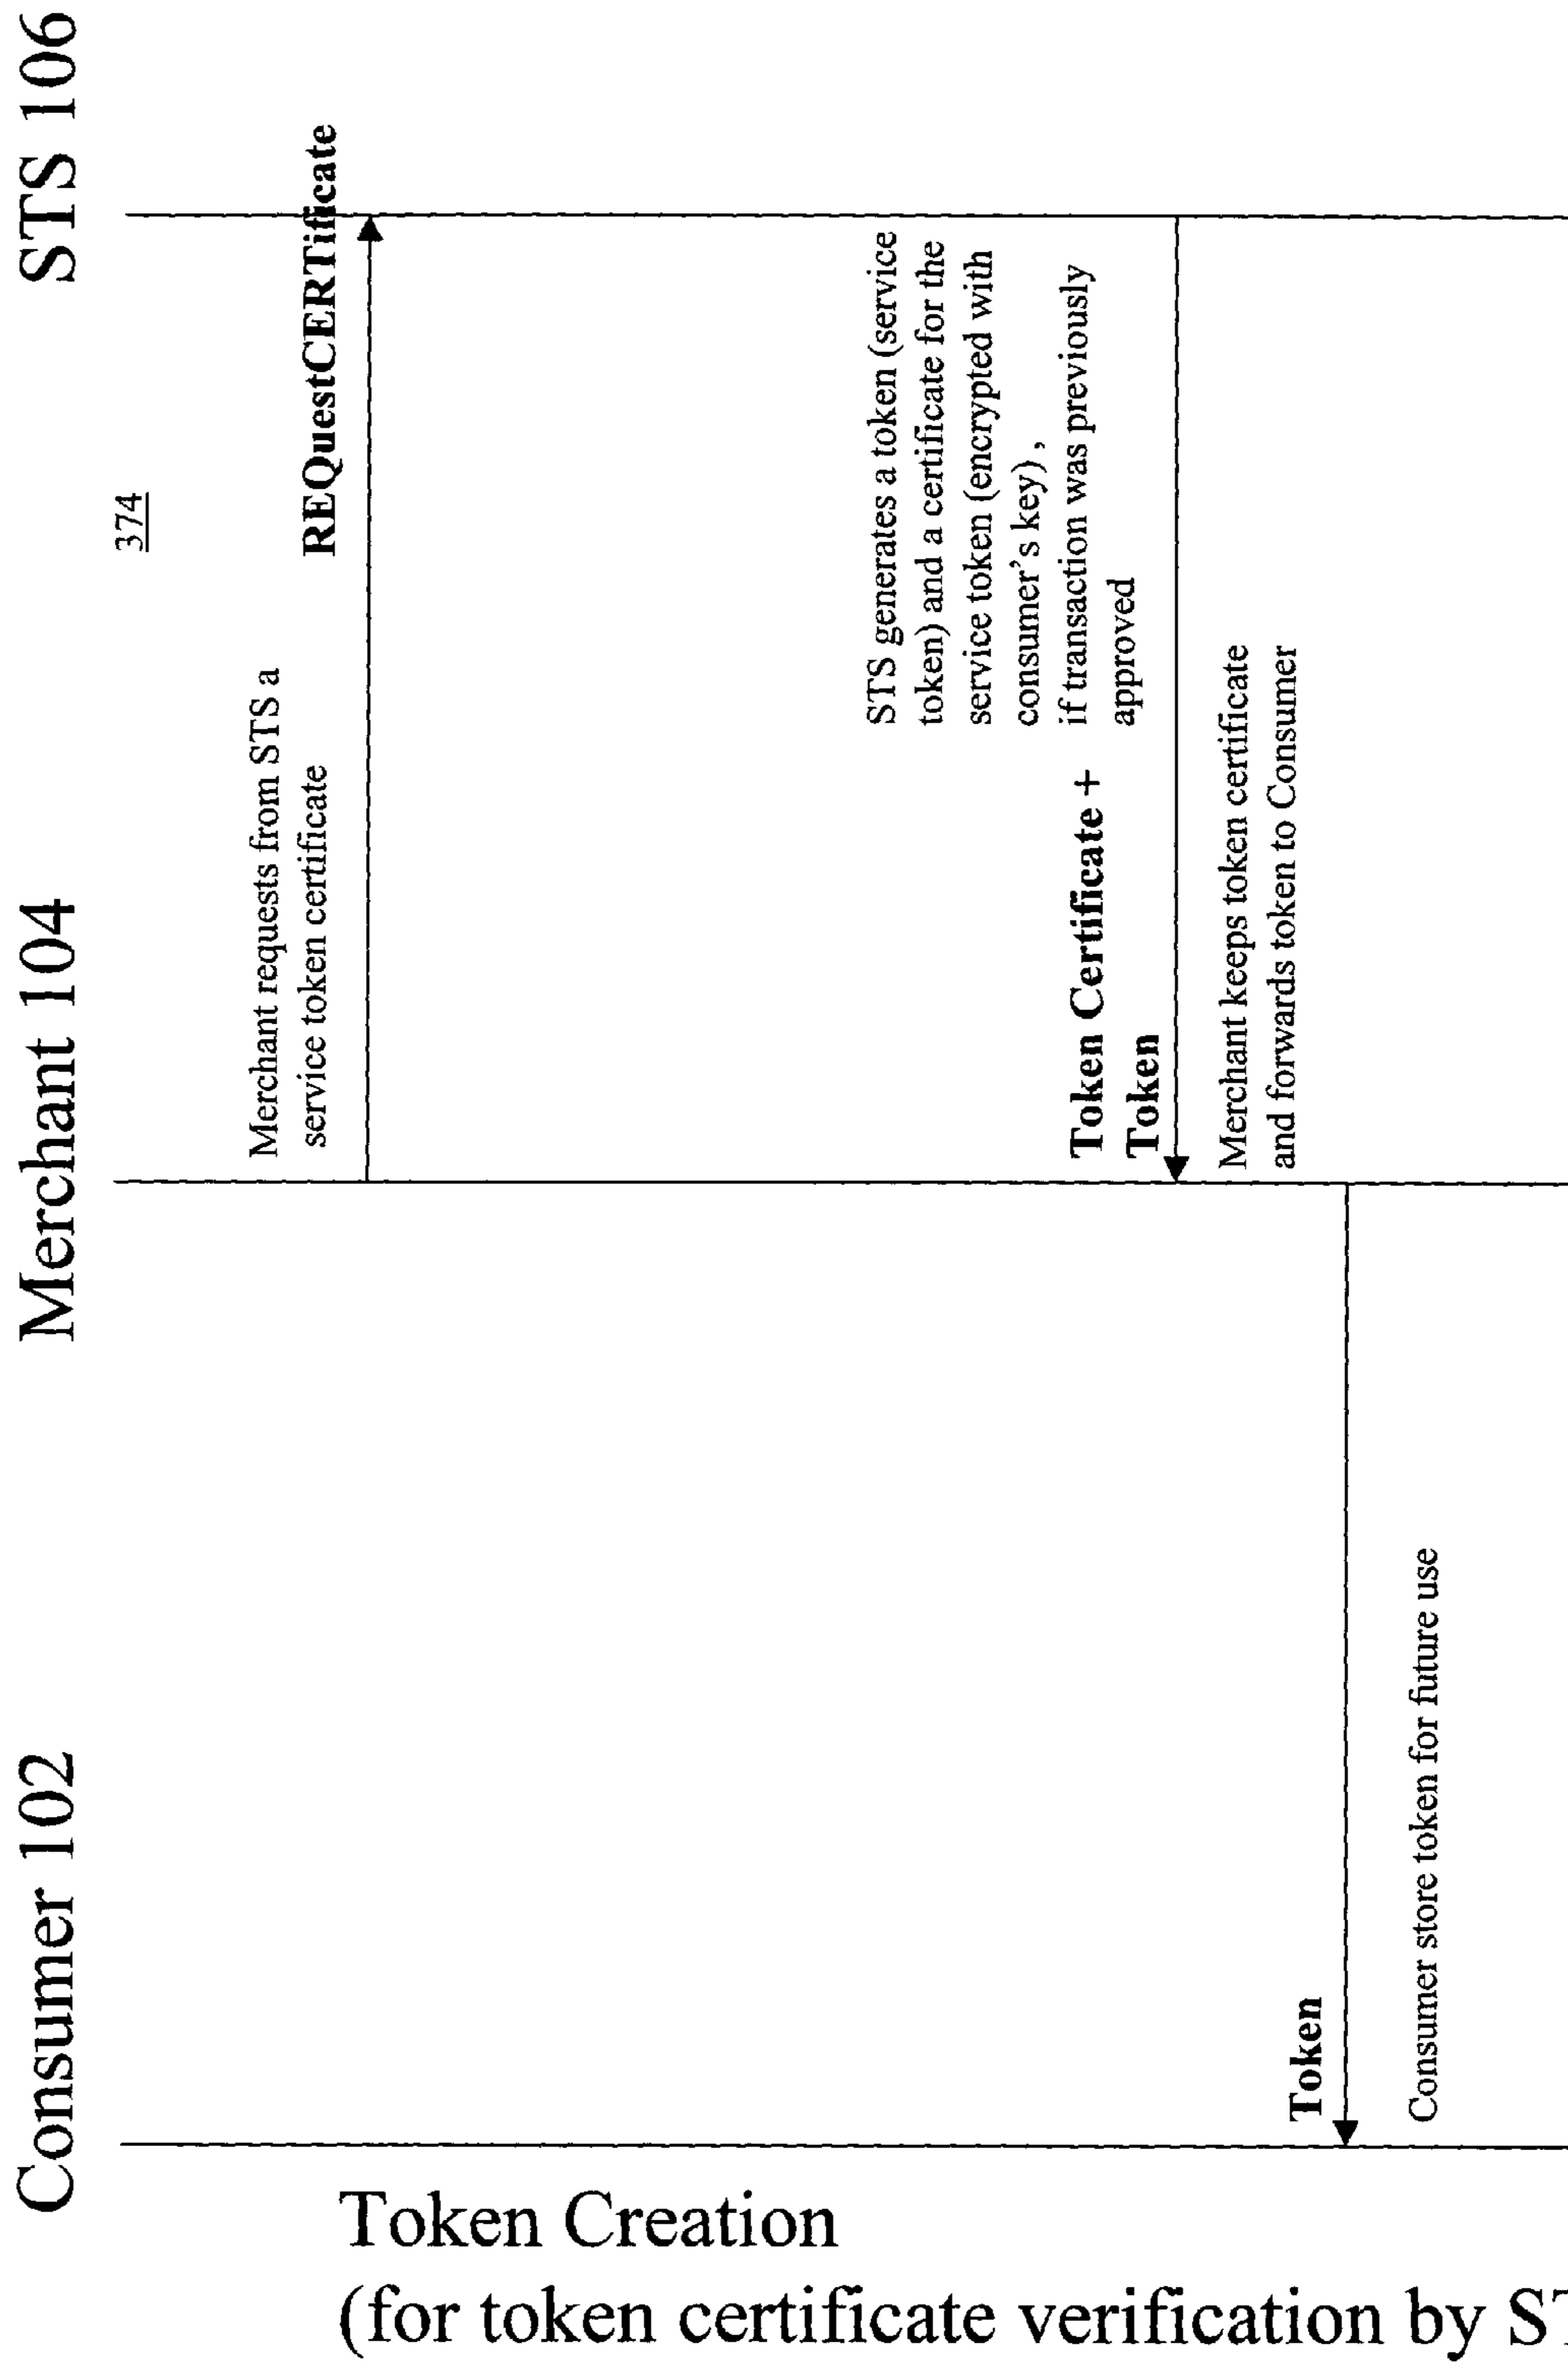 Consumer 102
Merchant 104
STS 106
374
Merchant requests from STS a
service token certificate
REQuestCERTificate
STS generates a token (service
token) and a certificate for the
service token (encrypted with
consumer's key) ,
if transaction was previously
approved
Token Certificate +
Token
Merchant keeps token certificate
and forwards token to Consumer
Token
Consumer store token for future use
Token Creation
(for token certificate verification by